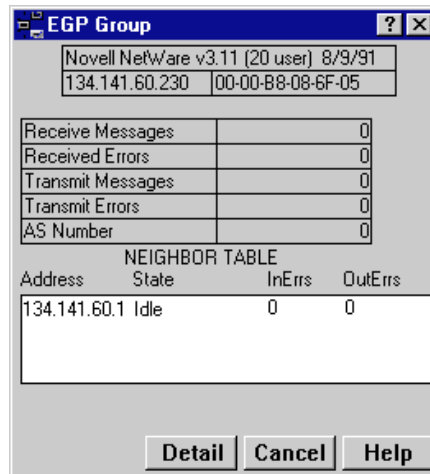 EGP Group
Novell NetWare v3.11 (20 user) 8/9/91
134.141.60.230 00-00-B8-08-6F-05
Receive Messages 0
Received Errors 0
Transmit Messages 0
Transmit Errors 0
AS Number 0
NEIGHBOR TABLE
Address State InErrs OutErrs
134.141.60.1 Idle 0 0
Detail Cancel Help